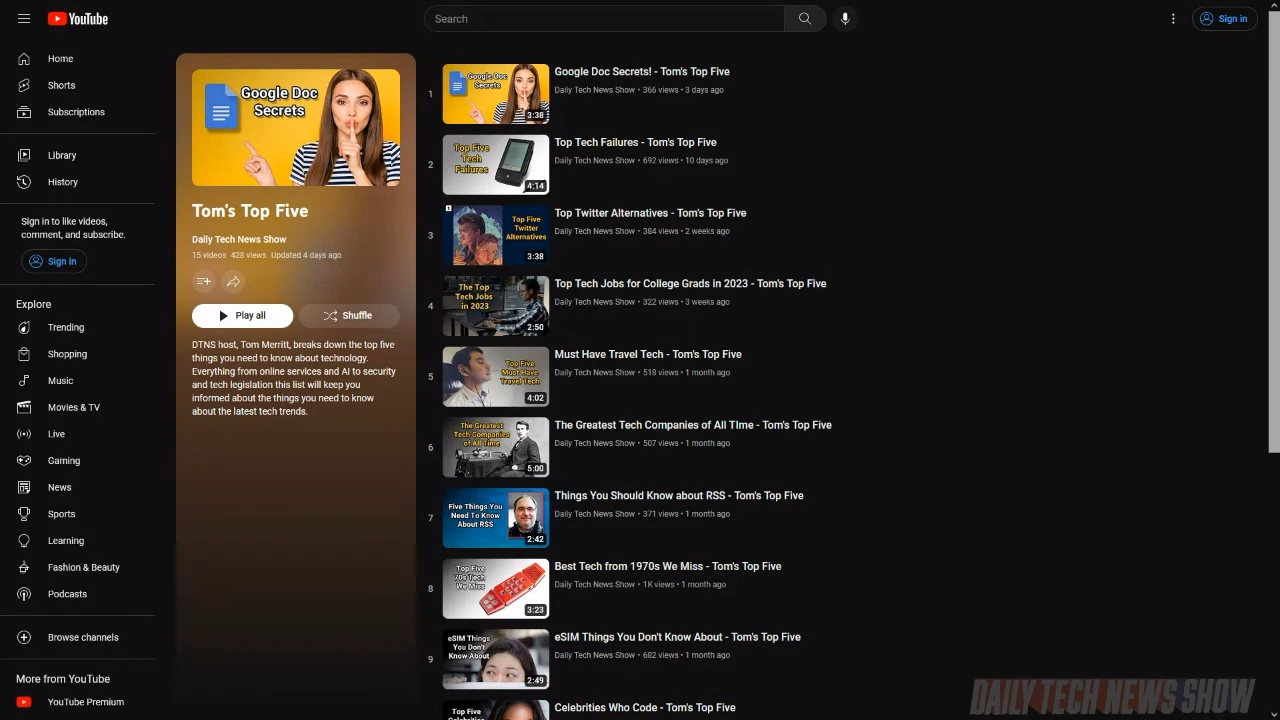 YouTube
Search
Sign in
Home
Shorts
Subscriptions
Library
History
Sign in to like videos,
comment, and subscribe.
Sign in
Explore
Trending
Shopping
Music
Movies & TV
Live
Gaming
News
Sports
Learning
Fashion & Beauty
Podcasts
Browse channels
More from YouTube
YouTube Premium
Google Doc
Secrets
Tom's Top Five
Daily Tech News Show
15 videos 428 views Updated 4 days ago
Play all
Shuffle
DTNS host, Tom Merritt, breaks down the top five
things you need to know about technology.
Everything from online services and AI to security
and tech legislation this list will keep you
informed about the things you need to know
about the latest tech trends.
1
Google Doc
Secrets
3:38
Google Doc Secrets! - Tom's Top Five
Daily Tech News Show • 366 views • 3 days ago
2
Top Five
Tech
Failures
4:14
Top Tech Failures - Tom's Top Five
Daily Tech News Show • 692 views • 10 days ago
3
Top Five
Twitter
Alternatives
3:38
Top Twitter Alternatives - Tom's Top Five
Daily Tech News Show • 384 views • 2 weeks ago
4
The Top
Tech Jobs
in 2023
2:50
Top Tech Jobs for College Grads in 2023 - Tom's Top Five
Daily Tech News Show • 322 views • 3 weeks ago
5
Top Five
Must Have
Travel Tech
4:02
Must Have Travel Tech - Tom's Top Five
Daily Tech News Show • 518 views • 1 month ago
6
The Greatest
Tech Companies
of All Time
5:00
The Greatest Tech Companies of All TIme - Tom's Top Five
Daily Tech News Show • 507 views • 1 month ago
7
Five Things You
Need To Know
About RSS
2:42
Things You Should Know about RSS - Tom's Top Five
Daily Tech News Show • 371 views • 1 month ago
8
Top Five
70s Tech
We Miss
3:23
Best Tech from 1970s We Miss - Tom's Top Five
Daily Tech News Show • 1K views • 1 month ago
9
eSIM Things
You Don't
Know About
2:49
eSIM Things You Don't Know About - Tom's Top Five
Daily Tech News Show • 682 views • 1 month ago
Top Five
Celebrities Who Code - Tom's Top Five
DAILY TECH NEWS SHOW